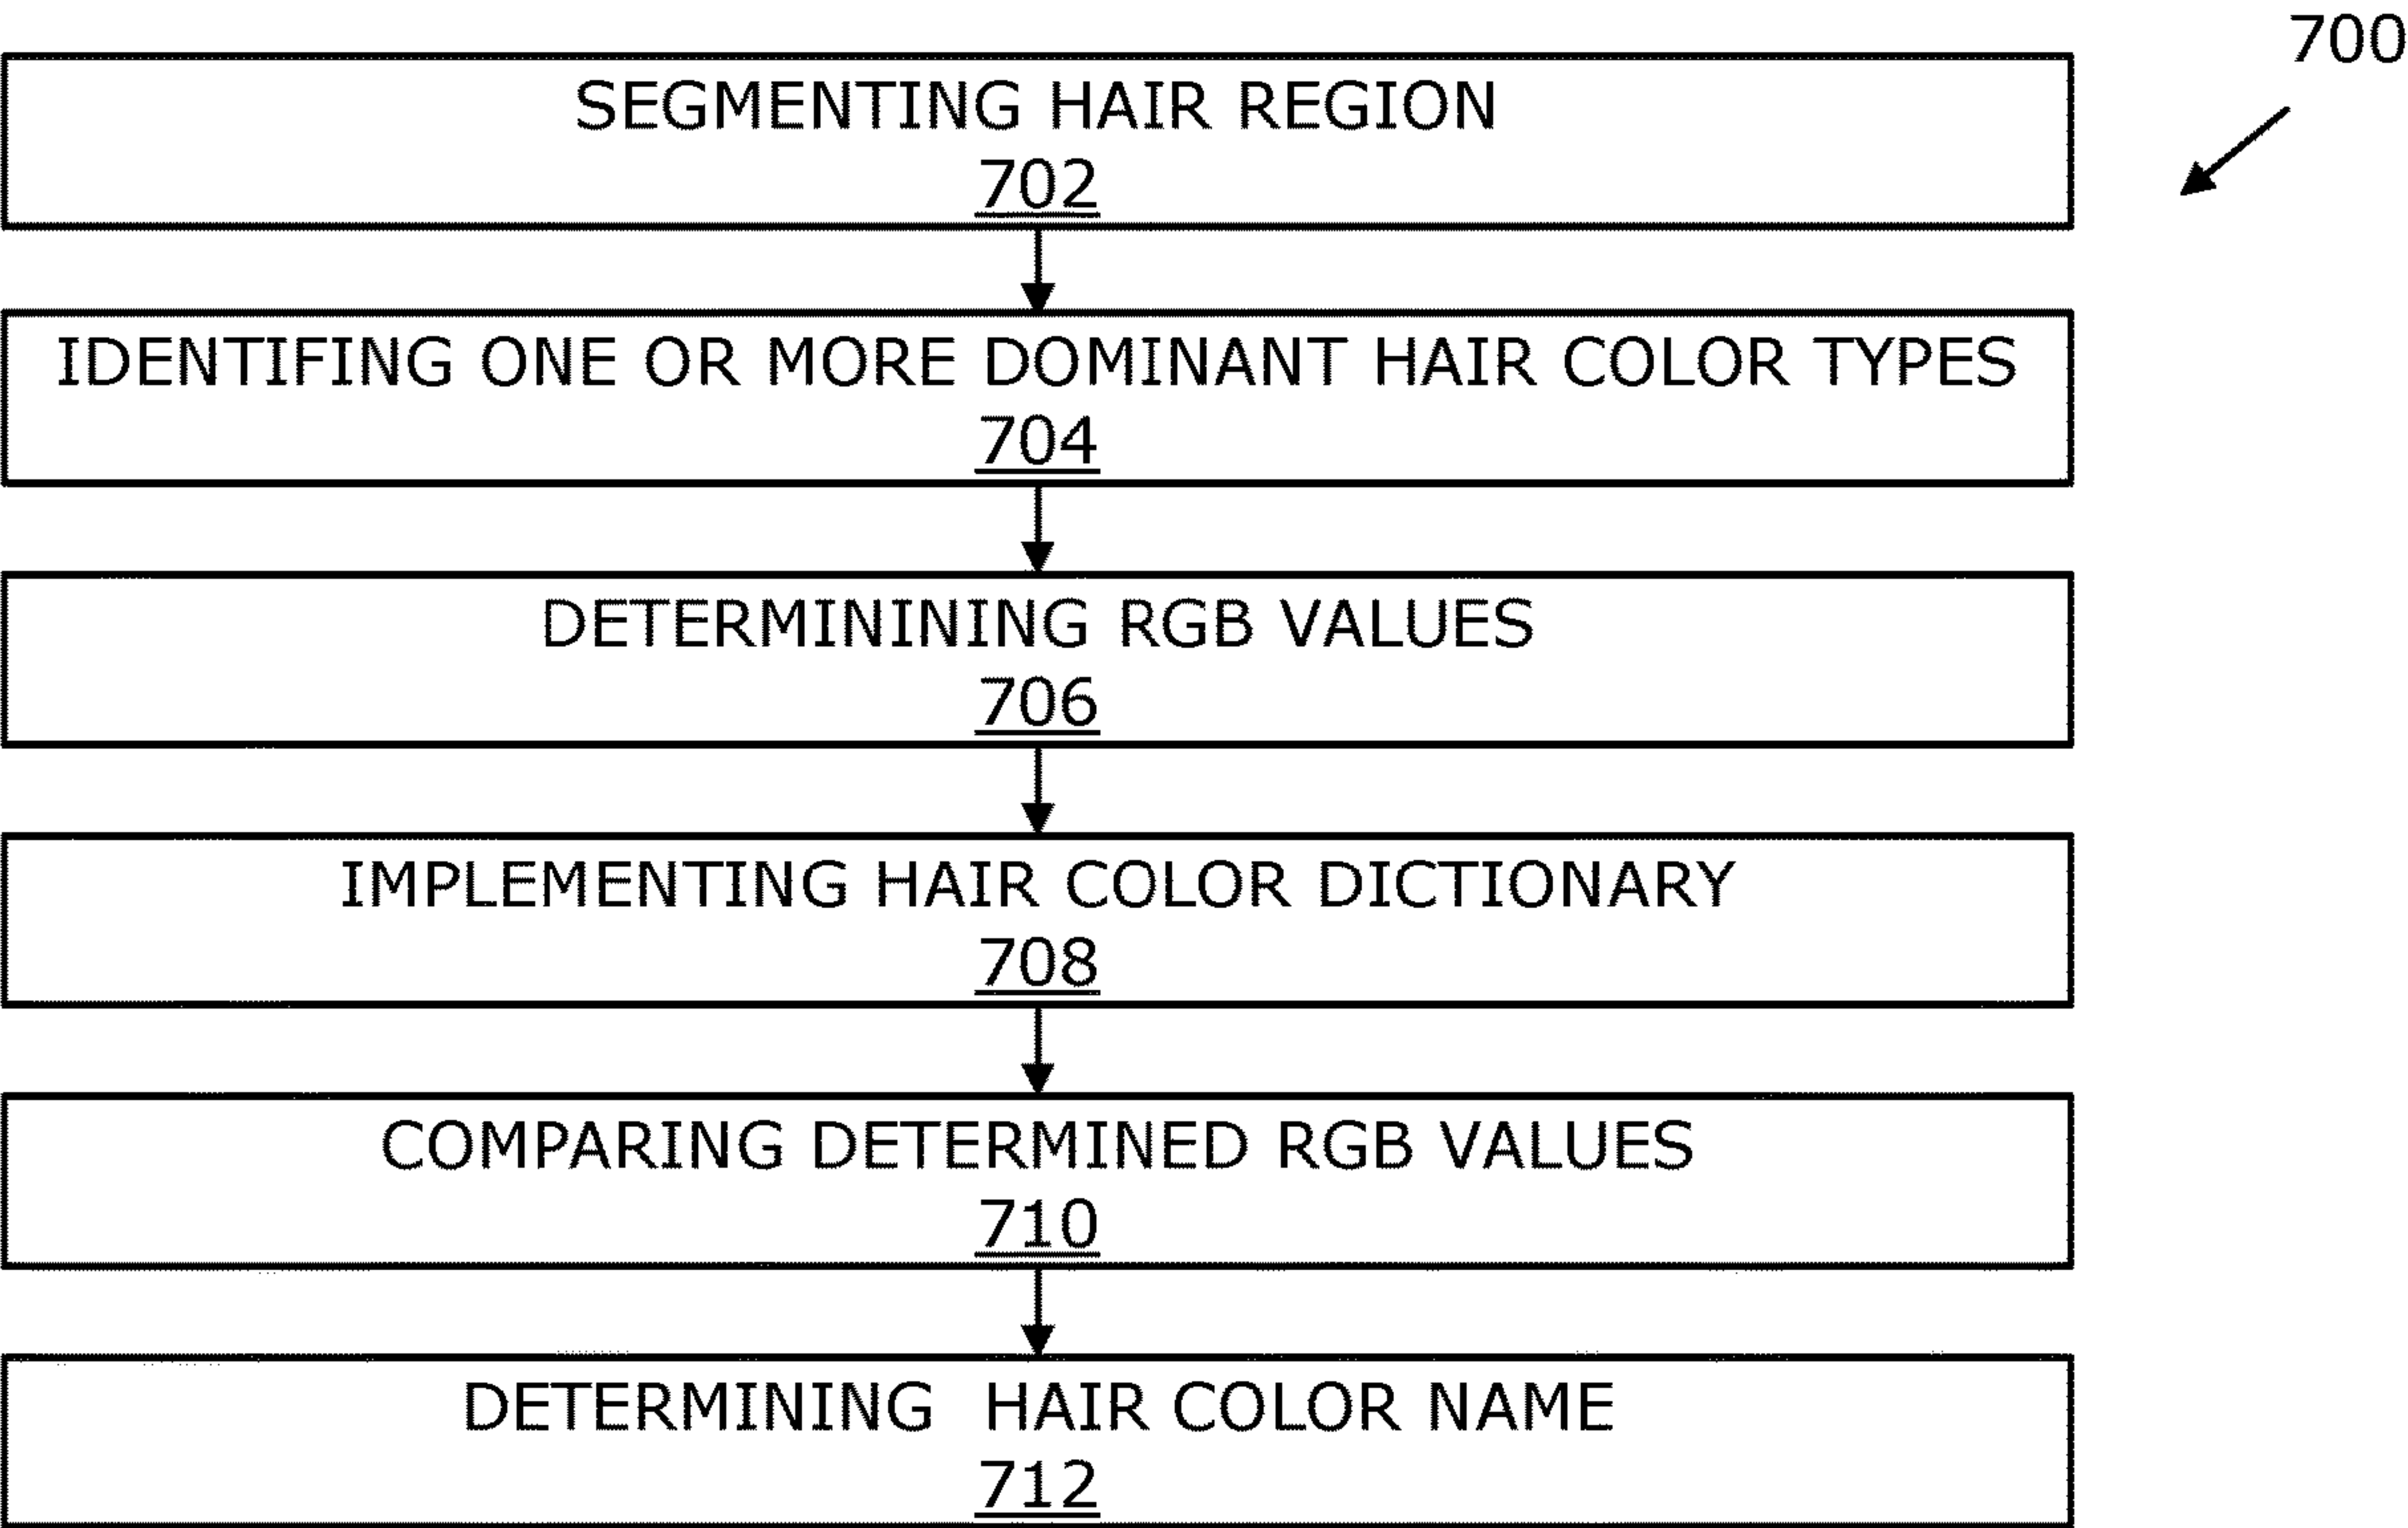 700
SEGMENTING HAIR REGION
702
IDENTIFING ONE OR MORE DOMINANT HAIR COLOR TYPES
704
DETERMINING RGB VALUES
706
IMPLEMENTING HAIR COLOR DICTIONARY
708
COMPARING DETERMINED RGB VALUES
710
DETERMINING HAIR COLOR NAME
712